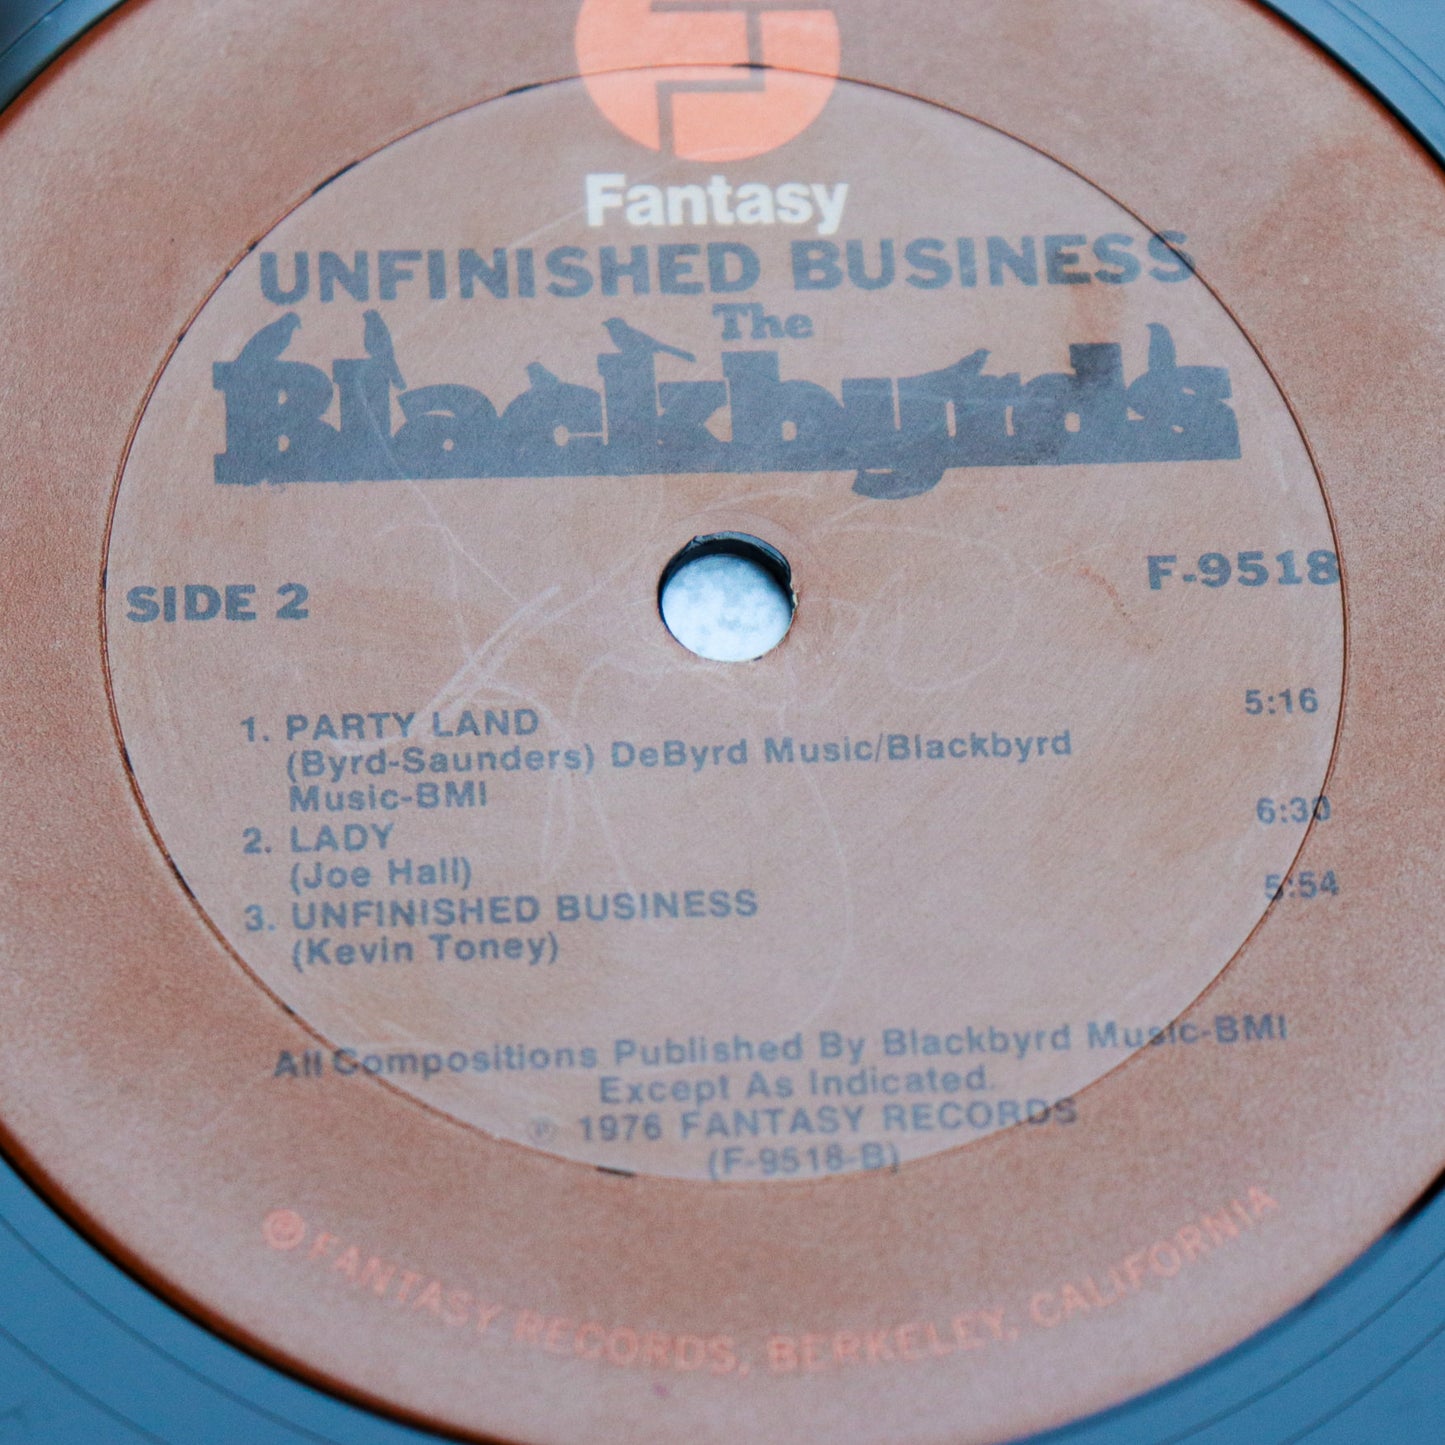 Fantasy
UNFINISHED BUSINESS
The
Blackbyrds
SIDE 2 F-9518
1. PARTY LAND 5:16
(Byrd-Saunders) DeByrd Music/Blackbyrd
Music-BMI
2. LADY 6:30
(Joe Hall)
3. UNFINISHED BUSINESS 5:54
(Kevin Toney)
All Compositions Published By Blackbyrd Music-BMI
Except As Indicated.
℗ 1976 FANTASY RECORDS
(F-9518-B)
FANTASY RECORDS, BERKELEY, CALIFORNIA